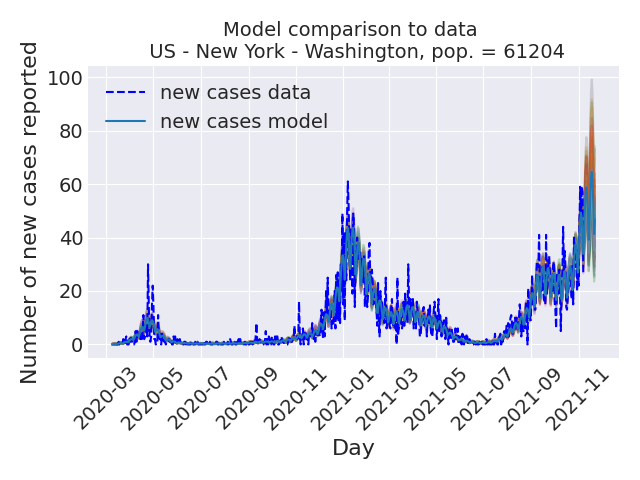 Model comparison to data
US - New York - Washington, pop. = 61204
Number of new cases reported
100
80
60
40
20
0
new cases data
new cases model
2020-03
2020-05
2020-07
2020-09
2020-11
2021-01
2021-03
2021-05
2021-07
2021-09
2021-11
Day